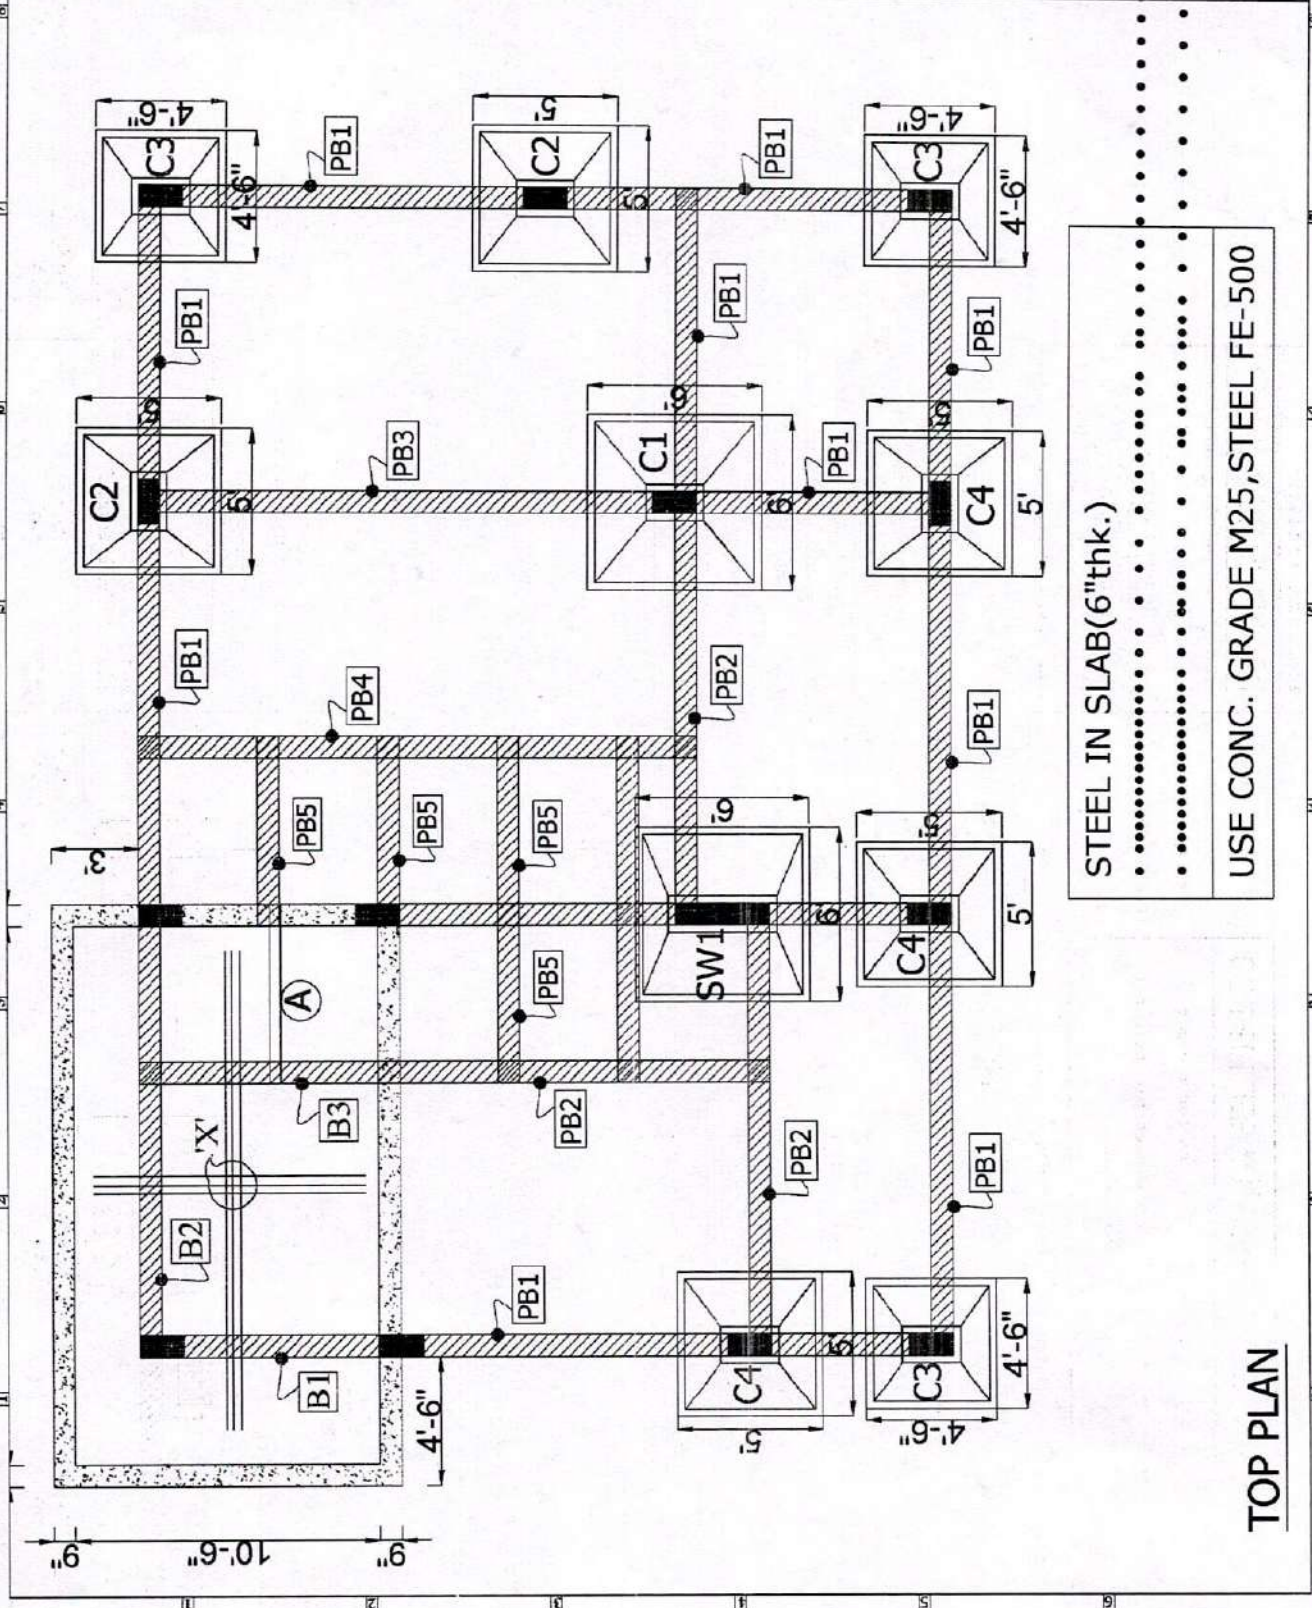 C3
4'-6"
4'-6"
PB1
C2
5'
5'
PB1
C3
4'-6"
4'-6"
PB1
PB1
PB1
C2
5'
5'
PB3
C1
6'
6'
PB1
C4
5'
5'
PB1
PB4
PB2
PB1
3'
PB5
PB5
PB5
PB5
SW1
6'
6'
C4
5'
5'
A
B3
PB2
'X'
B2
PB2
PB1
B1
PB1
C4
5'
5'
C3
4'-6"
4'-6"
4'-6"
9"
10'-6"
9"
STEEL IN SLAB(6"thk.)
USE CONC. GRADE M25,STEEL FE-500
TOP PLAN